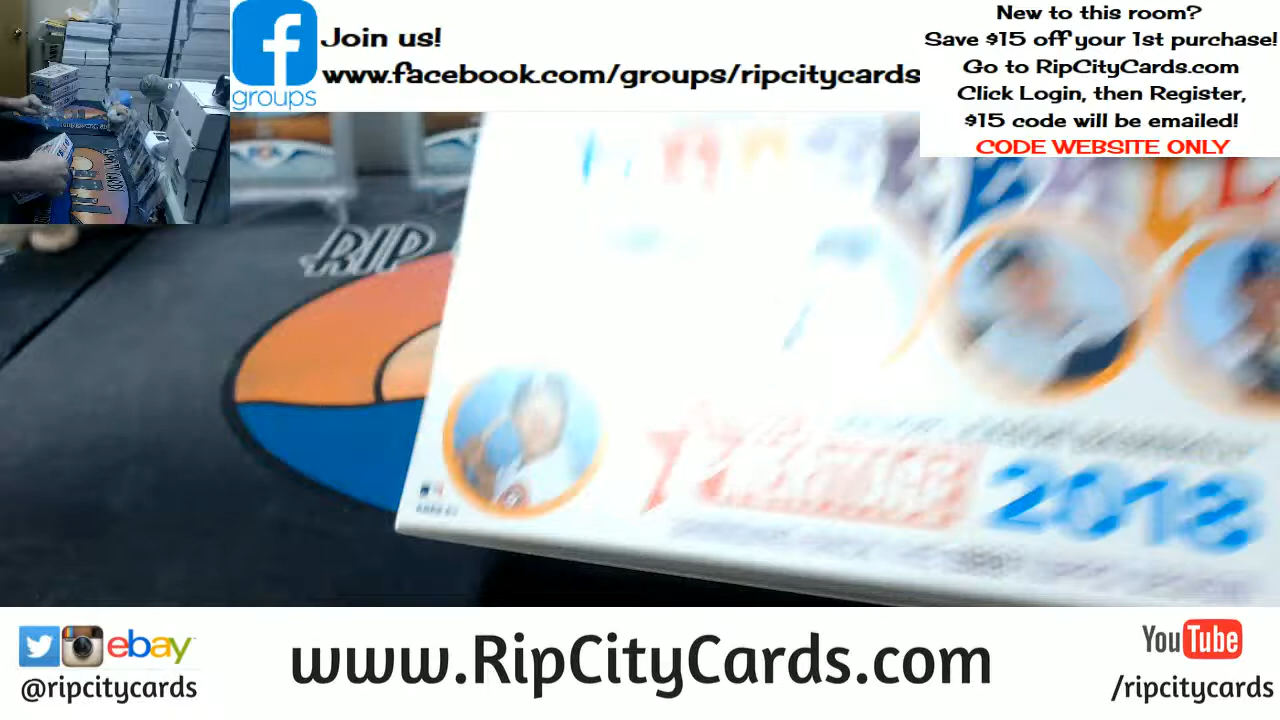 f
groups
Join us!
www.facebook.com/groups/ripcitycards
New to this room?
Save $15 off your 1st purchase!
Go to RipCityCards.com
Click Login, then Register,
$15 code will be emailed!
CODE WEBSITE ONLY
RIP
2018
ebay
@ripcitycards
www.RipCityCards.com
YouTube
/ripcitycards